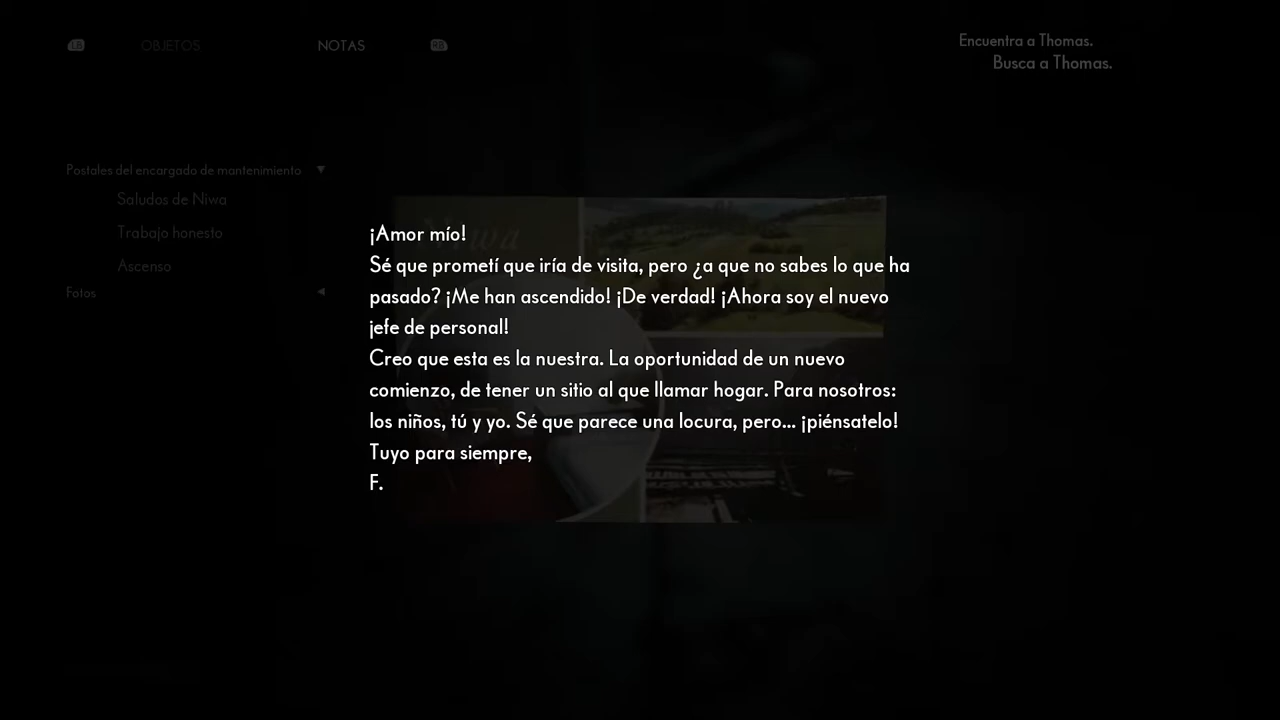 LB
OBJETOS
NOTAS
RB
Encuentra a Thomas.
Busca a Thomas.
Postales del encargado de mantenimiento
Saludos de Niwa
Trabajo honesto
Ascenso
Fotos
Niwa
¡Amor mío!
Sé que prometí que iría de visita, pero ¿a que no sabes lo que ha
pasado? ¡Me han ascendido! ¡De verdad! ¡Ahora soy el nuevo
jefe de personal!
Creo que esta es la nuestra. La oportunidad de un nuevo
comienzo, de tener un sitio al que llamar hogar. Para nosotros:
los niños, tú y yo. Sé que parece una locura, pero... ¡piénsatelo!
Tuyo para siempre,
F.